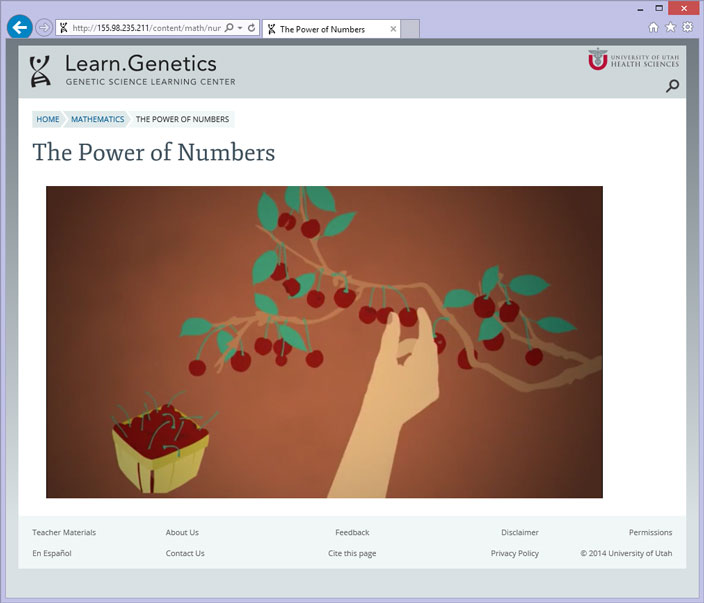 http://155.98.235.211/content/math/nur
The Power of Numbers
Learn.Genetics
GENETIC SCIENCE LEARNING CENTER
UNIVERSITY OF UTAH
HEALTH SCIENCES
HOME MATHEMATICS THE POWER OF NUMBERS
The Power of Numbers
Teacher Materials About Us Feedback Disclaimer Permissions
En Español Contact Us Cite this page Privacy Policy © 2014 University of Utah